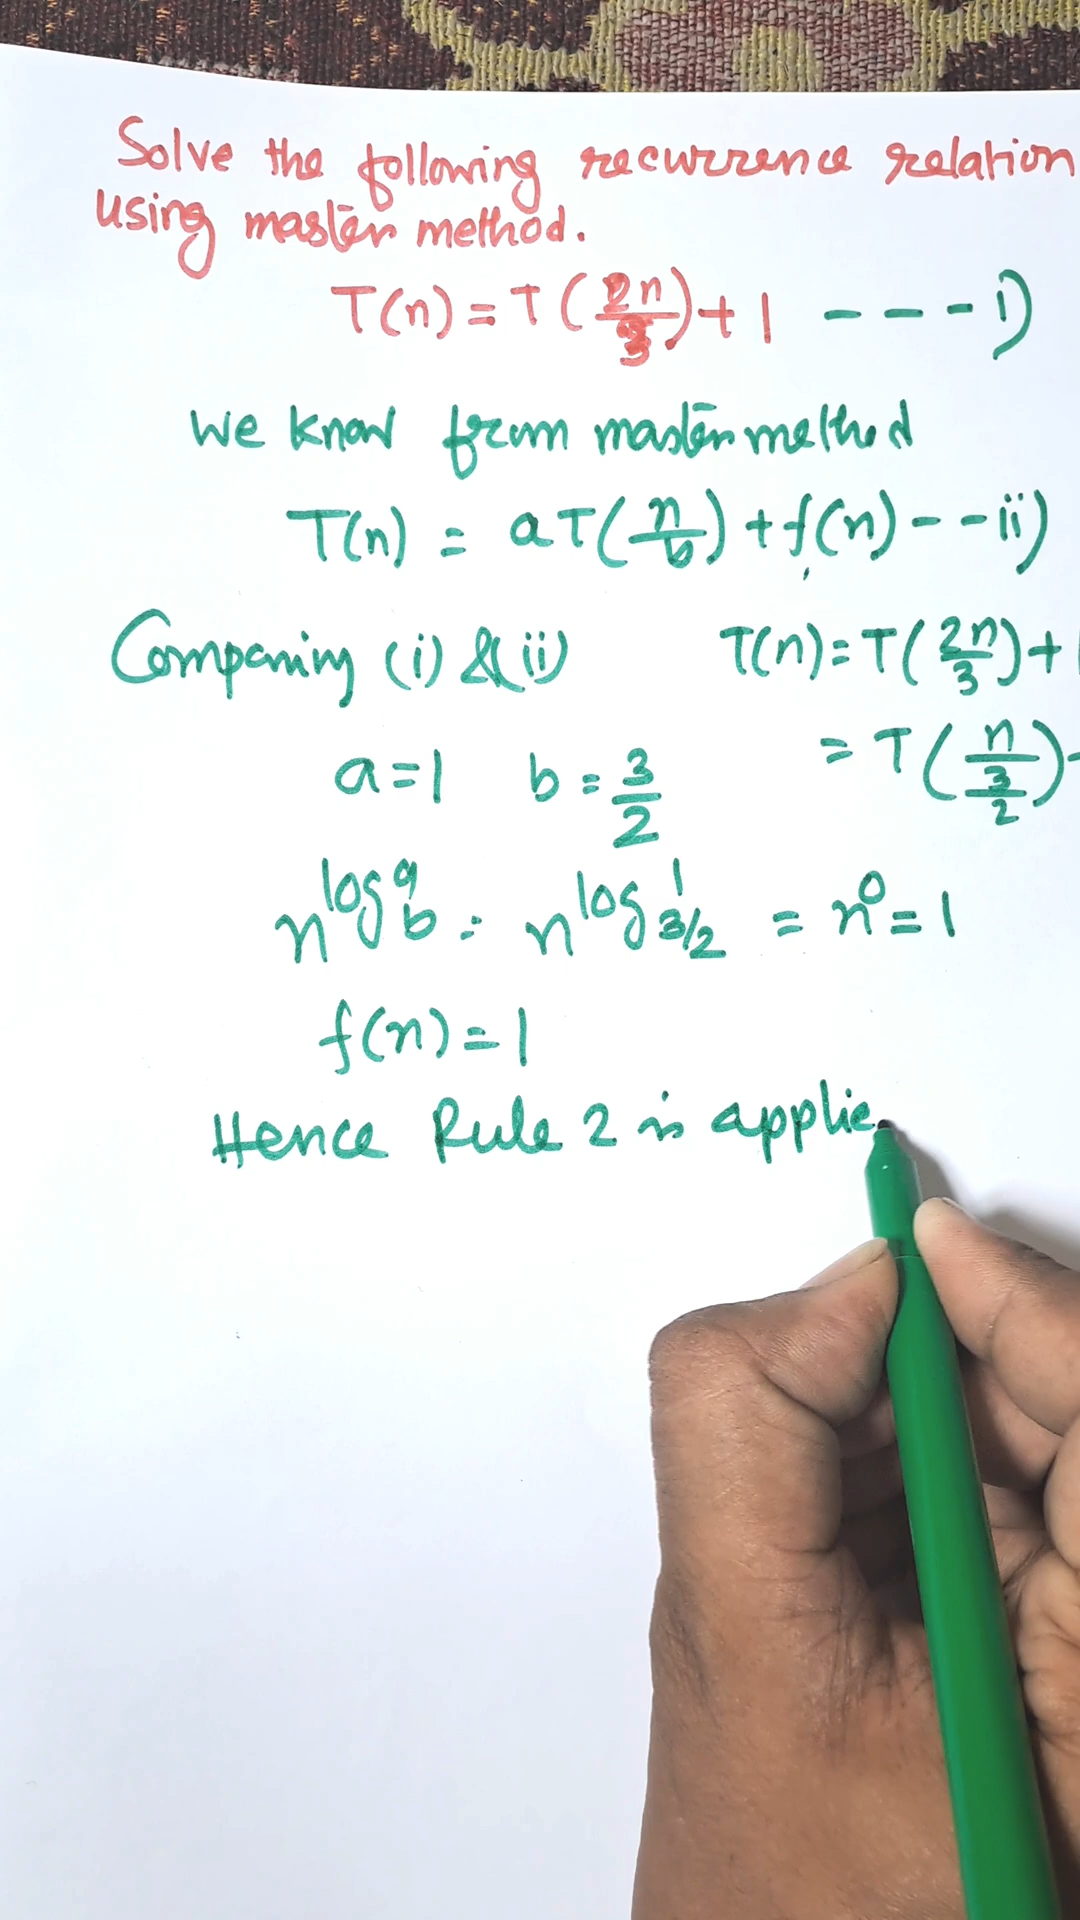 Solve the following recurrence relation
using master method.
T(n) = T(2n/3) + 1 - - - - i)
we know from master method
T(n) = aT(n/b) + f(n) - - ii)
Comparing (i) & (ii)
T(n) = T(2n/3) +
= T(n/(3/2))
a = 1 b = 3/2
n^log_b^a = n^log_3/2^1 = n^0 = 1
f(n) = 1
Hence Rule 2 is applie